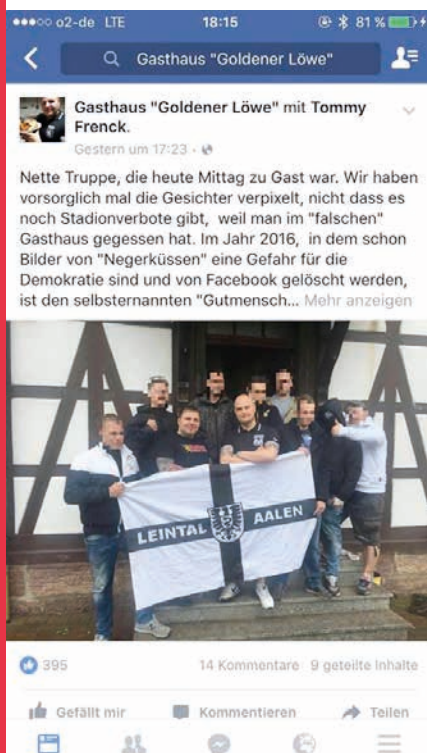 o2-de LTE 18:15 81 %
Gasthaus "Goldener Löwe"
Gasthaus "Goldener Löwe" mit Tommy
Frenck.
Gestern um 17:23 ·
Nette Truppe, die heute Mittag zu Gast war. Wir haben
vorsorglich mal die Gesichter verpixelt, nicht dass es
noch Stadionverbote gibt, weil man im "falschen"
Gasthaus gegessen hat. Im Jahr 2016, in dem schon
Bilder von "Negerküssen" eine Gefahr für die
Demokratie sind und von Facebook gelöscht werden,
ist den selbsternannten "Gutmensch... Mehr anzeigen
LEINTAL AALEN
395 14 Kommentare 9 geteilte Inhalte
Gefällt mir Kommentieren Teilen